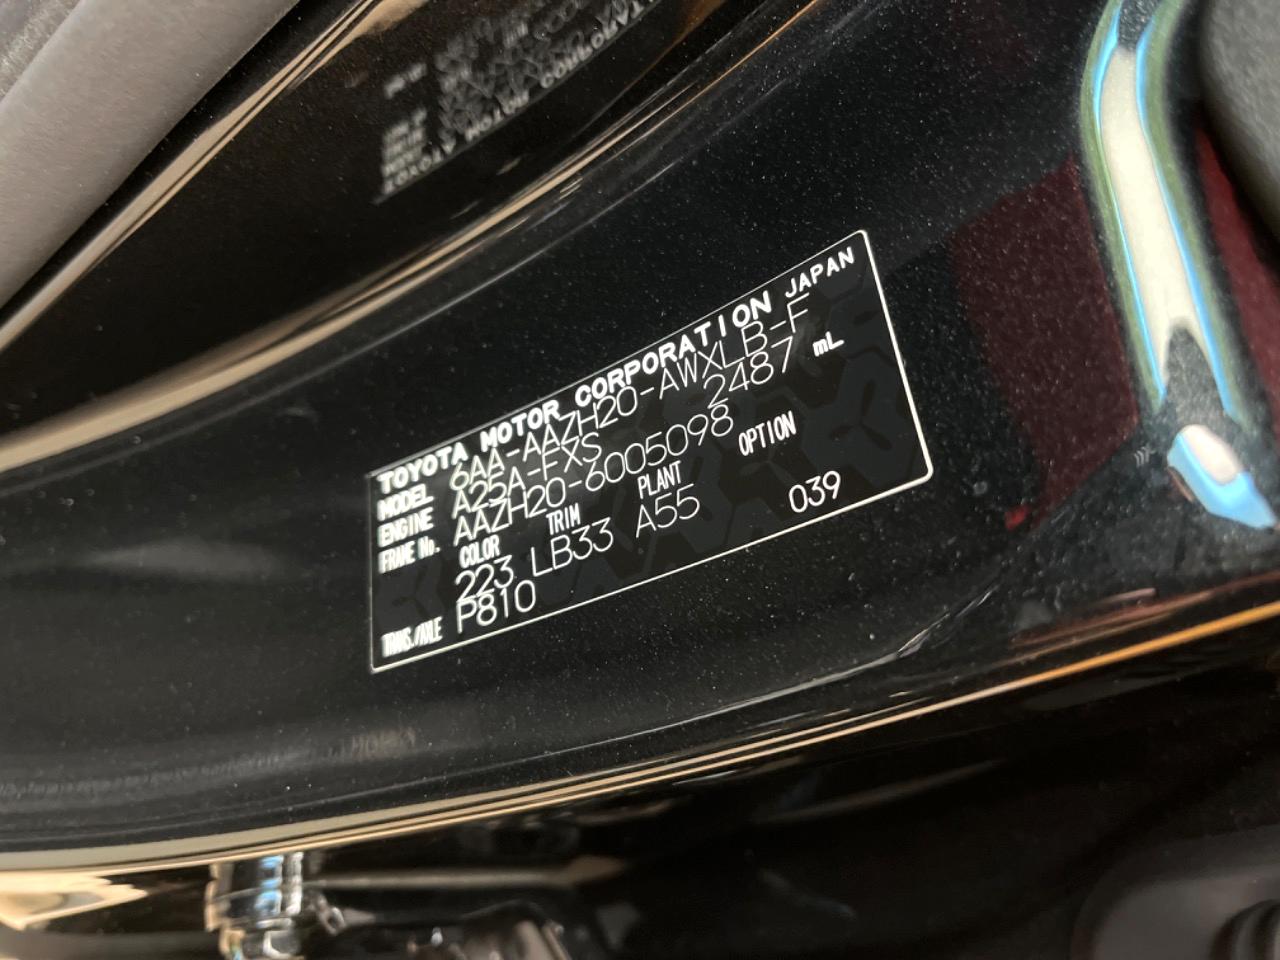 TOYOTA MOTOR CORPORATION JAPAN
MODEL 6AA-AAZH20-AWXLB-F
ENGINE A25A-FXS 2487 mL
FRAME No. AAZH20-6005098
COLOR TRIM PLANT OPTION
223 LB33 A55 039
TRANS./AXLE P810